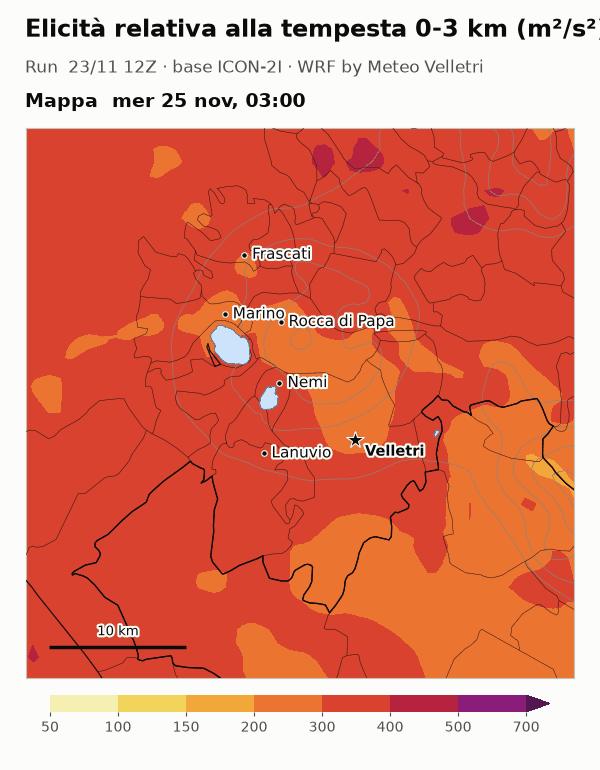 Elicità relativa alla tempesta 0-3 km (m²/s²)
Run  23/11 12Z · base ICON-2I · WRF by Meteo Velletri
Mappa  mer 25 nov, 03:00
Frascati
Marino
Rocca di Papa
Nemi
Velletri
Lanuvio
10 km
50 100 150 200 300 400 500 700